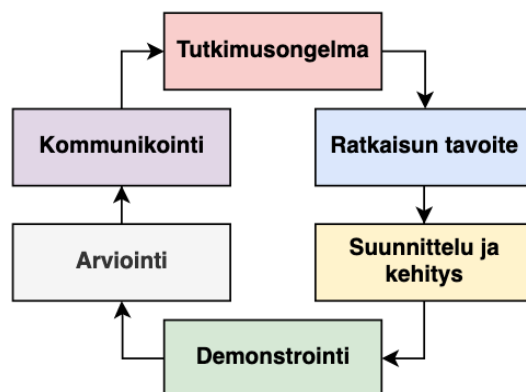 Tutkimusongelma
Kommunikointi
Ratkaisun tavoite
Arviointi
Suunnittelu ja
kehitys
Demonstrointi